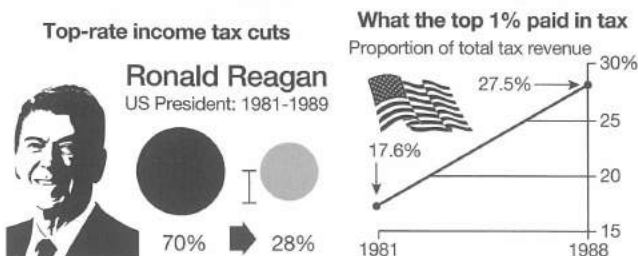 Top-rate income tax cuts
Ronald Reagan
US President: 1981-1989
70%
28%
What the top 1% paid in tax
Proportion of total tax revenue
30%
27.5%
25
17.6%
20
15
1981
1988